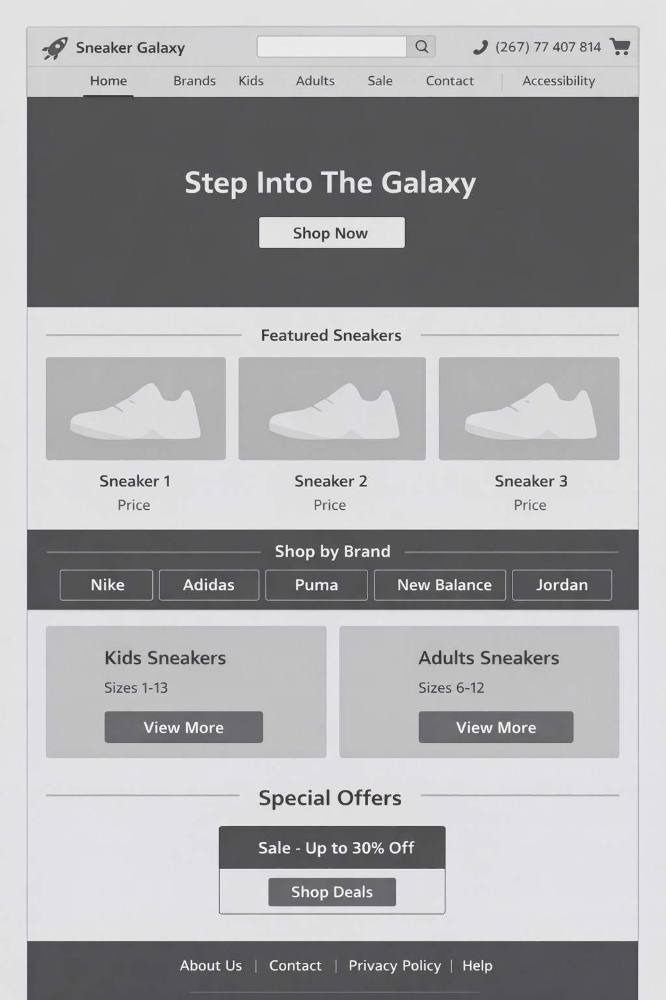 Sneaker Galaxy (267) 77 407 814
Home Brands Kids Adults Sale Contact Accessibility
Step Into The Galaxy
Shop Now
Featured Sneakers
Sneaker 1 Sneaker 2 Sneaker 3
Price Price Price
Shop by Brand
Nike Adidas Puma New Balance Jordan
Kids Sneakers
Sizes 1-13
View More
Adults Sneakers
Sizes 6-12
View More
Special Offers
Sale - Up to 30% Off
Shop Deals
About Us | Contact | Privacy Policy | Help